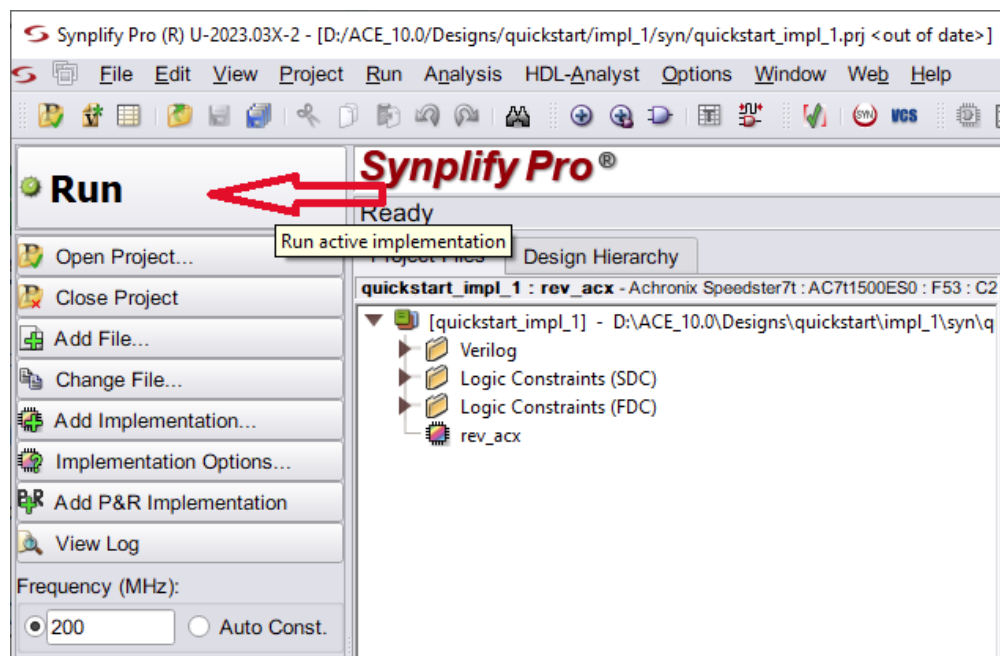 Synplify Pro (R) U-2023.03X-2 - [D:/ACE_10.0/Designs/quickstart/impl_1/syn/quickstart_impl_1.prj <out of date>]
File Edit View Project Run Analysis HDL-Analyst Options Window Web Help
SYN VCS
Run
Synplify Pro®
Ready
Run active implementation
Project Files Design Hierarchy
quickstart_impl_1 : rev_acx - Achronix Speedster7t : AC7t1500ES0 : F53 : C2
Open Project...
Close Project
Add File...
Change File...
Add Implementation...
Implementation Options...
P&R Add P&R Implementation
View Log
Frequency (MHz):
200 Auto Const.
[quickstart_impl_1] - D:\ACE_10.0\Designs\quickstart\impl_1\syn\q
Verilog
Logic Constraints (SDC)
Logic Constraints (FDC)
rev_acx